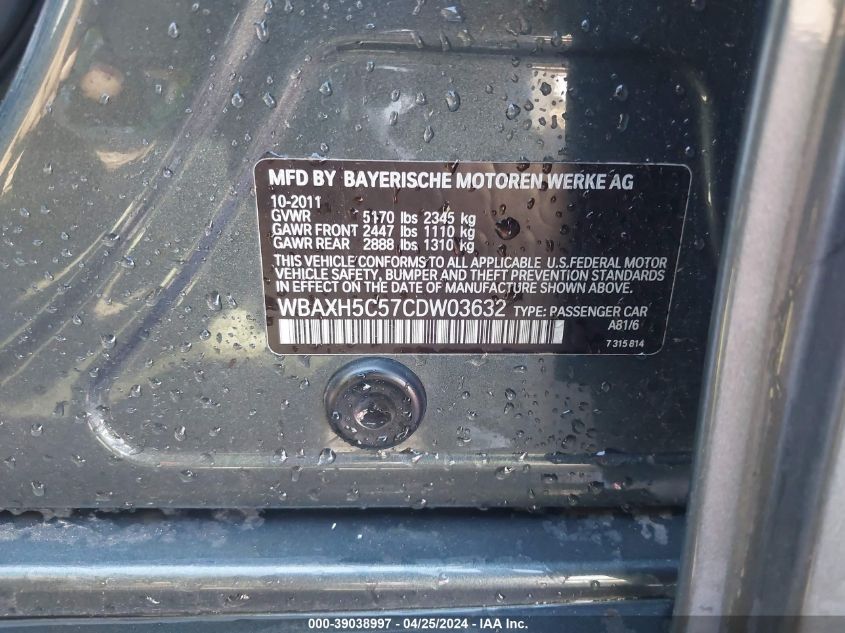 MFD BY BAYERISCHE MOTOREN WERKE AG
10-2011
GVWR 5170 lbs 2345 kg
GAWR FRONT 2447 lbs 1110 kg
GAWR REAR 2888 lbs 1310 kg
THIS VEHICLE CONFORMS TO ALL APPLICABLE U.S.FEDERAL MOTOR
VEHICLE SAFETY, BUMPER AND THEFT PREVENTION STANDARDS
IN EFFECT ON THE DATE OF MANUFACTURE SHOWN ABOVE.
WBAXH5C57CDW03632 TYPE: PASSENGER CAR
A81/6
7 315 814
000-39038997 - 04/25/2024 - IAA Inc.